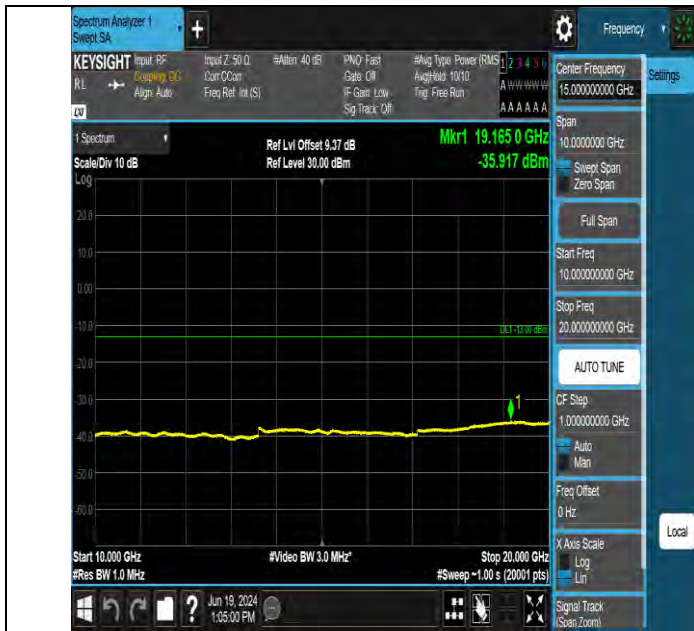 Spectrum Analyzer 1
Swept SA
+
Frequency
KEYSIGHT
RL
Input: RF
Coupling: DC
Align: Auto
Input Z: 50 Ω
Corr CCorr
Freq Ref: Int (S)
#Atten: 40 dB
PNO: Fast
Gate: Off
IF Gain: Low
Sig Track: Off
#Avg Type: Power (RMS
Avg|Hold: 10/10
Trig: Free Run
1 2 3 4 5 6
A W W W W W
A A A A A A
Settings
1 Spectrum
Scale/Div 10 dB
Ref Lvl Offset 9.37 dB
Ref Level 30.00 dBm
Mkr1 19.165 0 GHz
-35.917 dBm
Log
20.0
10.0
0.00
-10.0
-20.0
-30.0
-40.0
-50.0
-60.0
DL1 -13.00 dBm
1
Start 10.000 GHz
#Res BW 1.0 MHz
#Video BW 3.0 MHz*
Stop 20.000 GHz
#Sweep ~1.00 s (20001 pts)
Center Frequency
15.000000000 GHz
Span
10.0000000 GHz
Swept Span
Zero Span
Full Span
Start Freq
10.000000000 GHz
Stop Freq
20.000000000 GHz
AUTO TUNE
CF Step
1.000000000 GHz
Auto
Man
Freq Offset
0 Hz
X Axis Scale
Log
Lin
Signal Track
(Span Zoom)
Local
?
Jun 19, 2024
1:05:00 PM